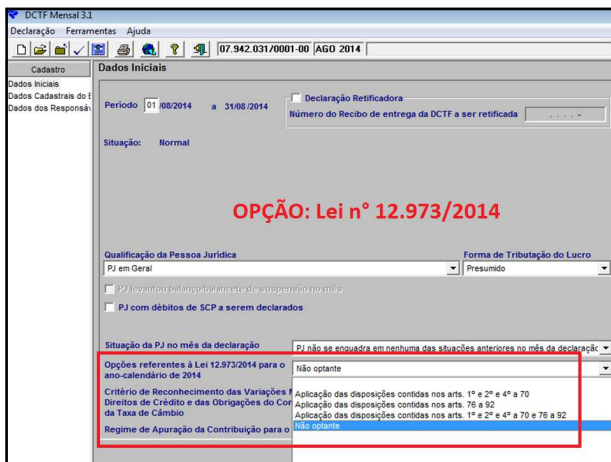 DCTF Mensal 3.1
Declaração Ferramentas Ajuda
07.942.031/0001-00 AGO 2014
Cadastro
Dados Iniciais
Dados Iniciais
Dados Cadastrais do E
Dados dos Responsáv
Período 01 /08/2014 a 31/08/2014
Declaração Retificadora
Número do Recibo de entrega da DCTF a ser retificada . . . . -
Situação: Normal
OPÇÃO: Lei n° 12.973/2014
Qualificação da Pessoa Jurídica Forma de Tributação do Lucro
PJ em Geral Presumido
PJ levantou balanço/balancete de suspensão no mês
PJ com débitos de SCP a serem declarados
Situação da PJ no mês da declaração PJ não se enquadra em nenhuma das situações anteriores no mês da declaraçã
Opções referentes à Lei 12.973/2014 para o
ano-calendário de 2014
Não optante
Critério de Reconhecimento das Variações
Direitos de Crédito e das Obrigações do Con
da Taxa de Câmbio
Regime de Apuração da Contribuição para o
Aplicação das disposições contidas nos arts. 1º e 2º e 4º a 70
Aplicação das disposições contidas nos arts. 76 a 92
Aplicação das disposições contidas nos arts. 1º e 2º e 4º a 70 e 76 a 92
Não optante